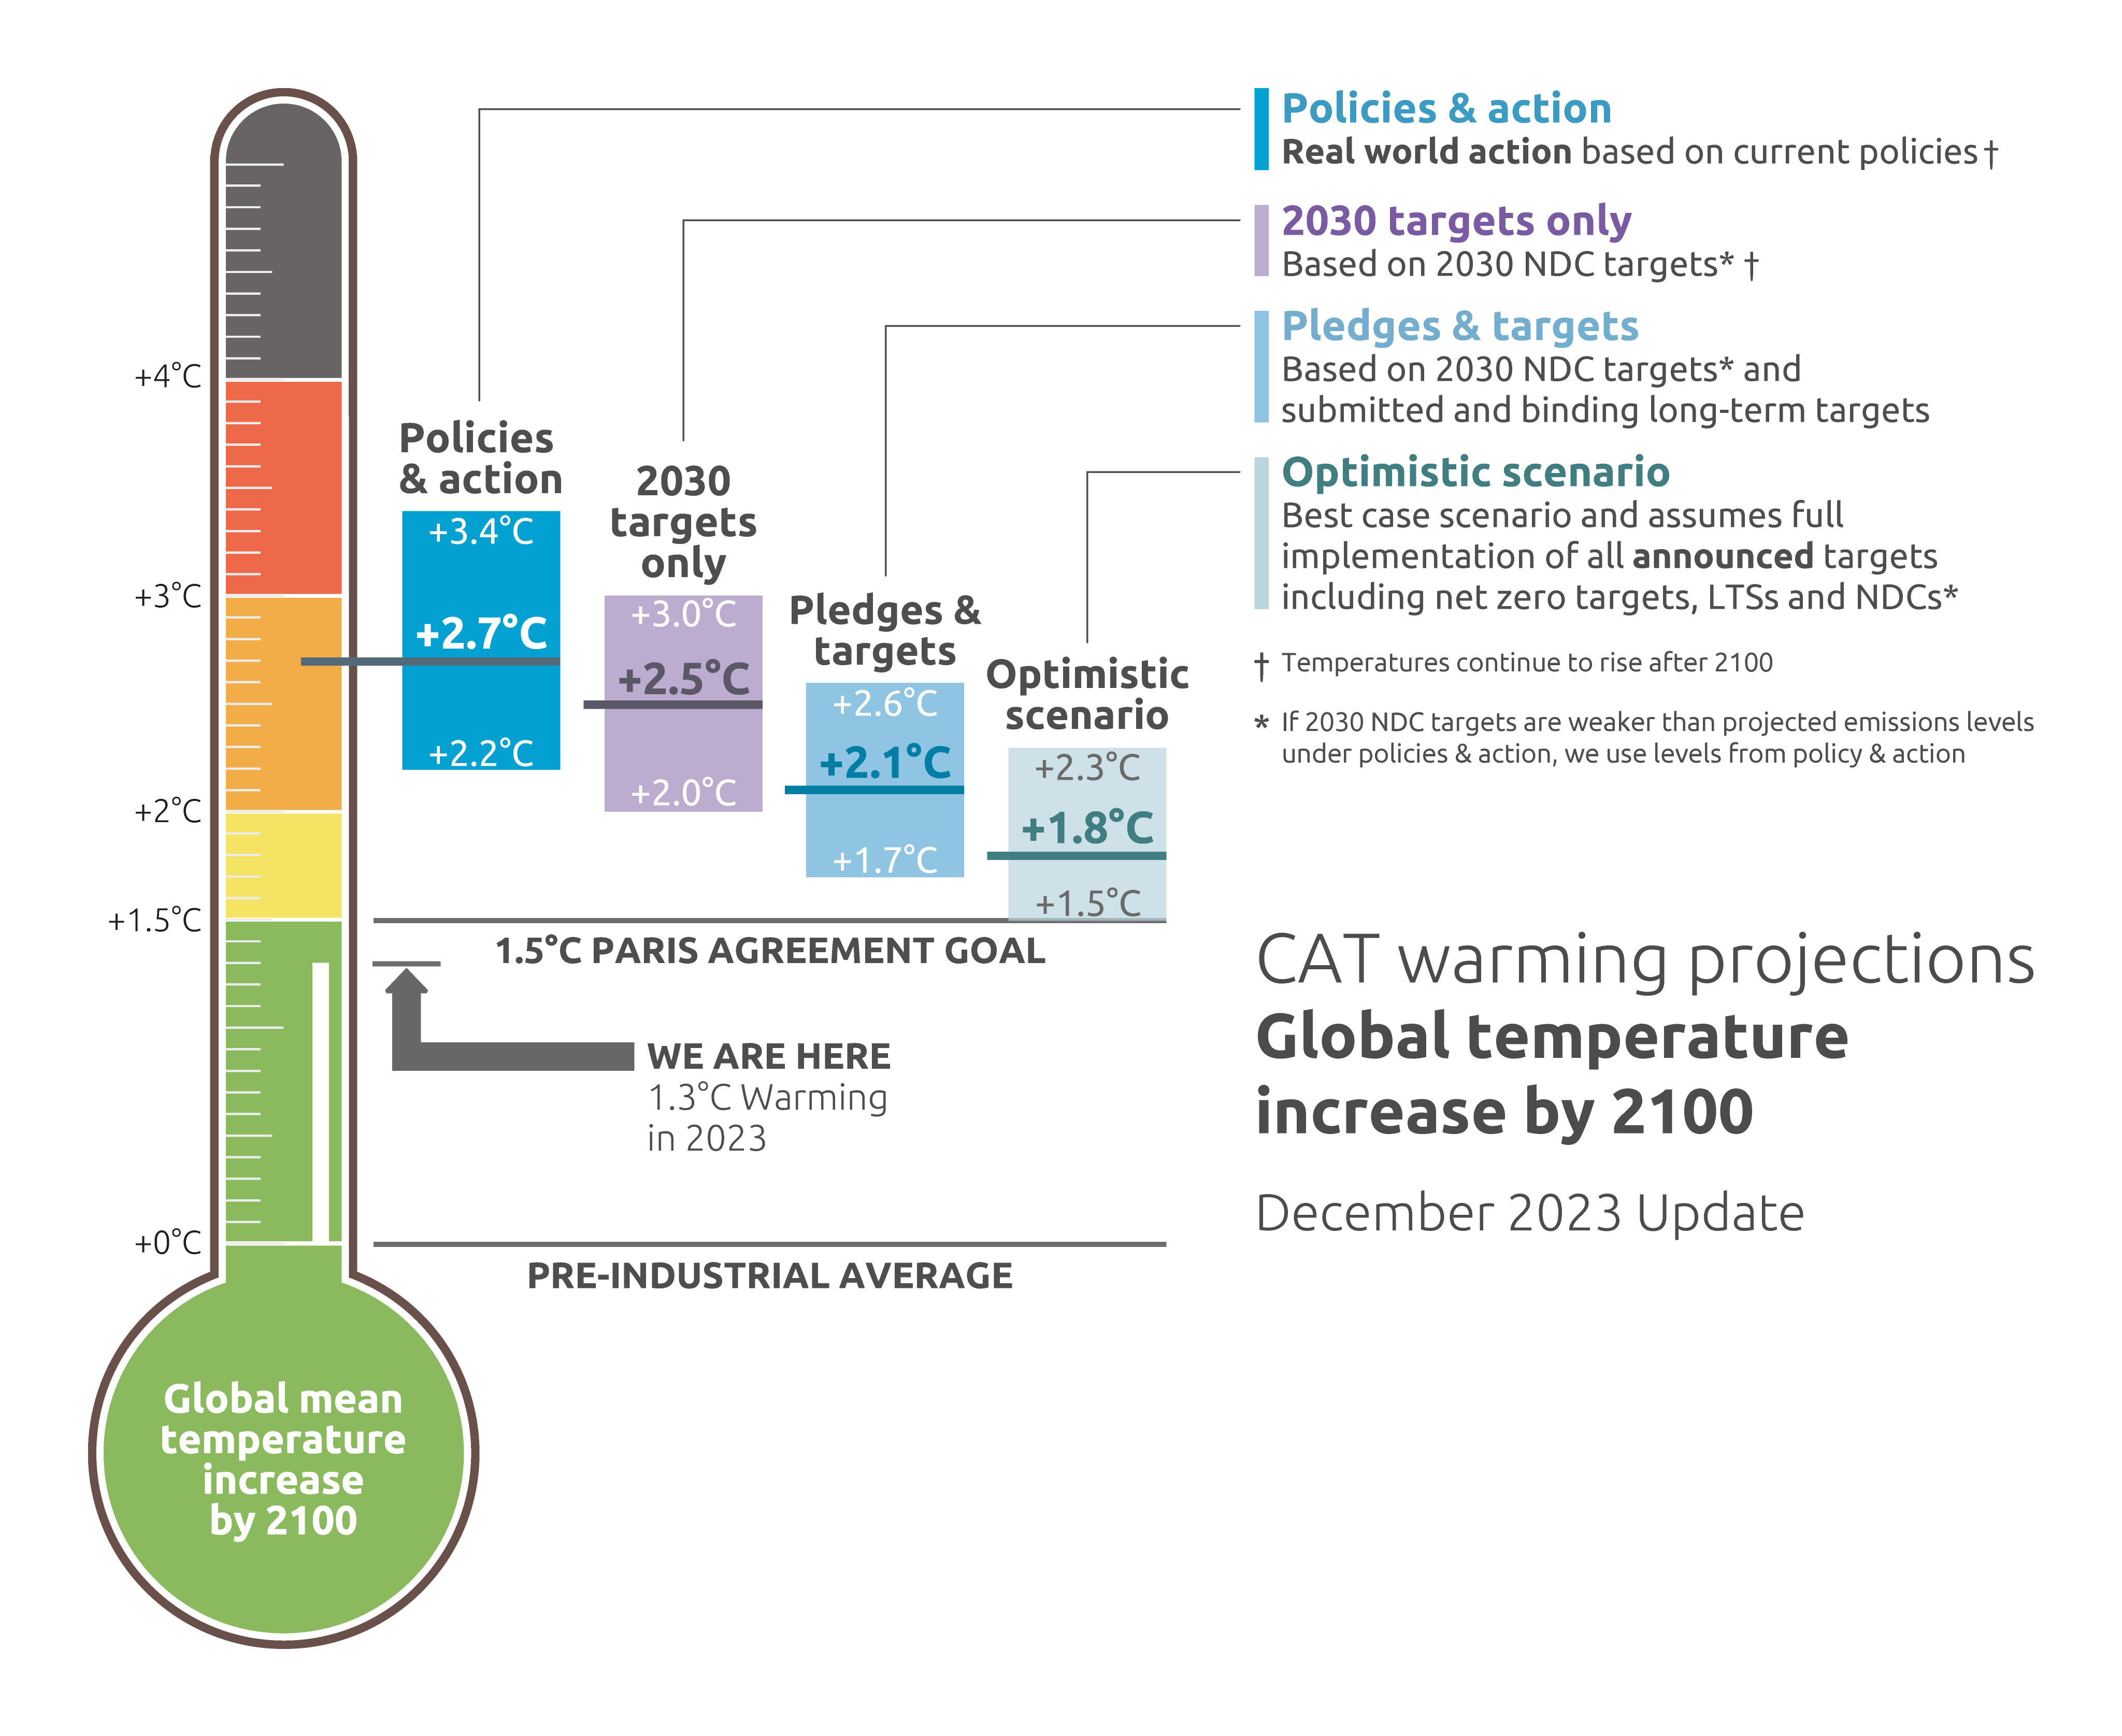 Policies & action
Real world action based on current policies †
2030 targets only
Based on 2030 NDC targets* †
Pledges & targets
Based on 2030 NDC targets* and
submitted and binding long-term targets
Optimistic scenario
Best case scenario and assumes full
implementation of all announced targets
including net zero targets, LTSs and NDCs*
† Temperatures continue to rise after 2100
* If 2030 NDC targets are weaker than projected emissions levels
under policies & action, we use levels from policy & action
+4°C
+3°C
+2°C
+1.5°C
+0°C
Policies
& action
+3.4°C
+2.7°C
+2.2°C
2030
targets
only
+3.0°C
+2.5°C
+2.0°C
Pledges &
targets
+2.6°C
+2.1°C
+1.7°C
Optimistic
scenario
+2.3°C
+1.8°C
+1.5°C
1.5°C PARIS AGREEMENT GOAL
WE ARE HERE
1.3°C Warming
in 2023
PRE-INDUSTRIAL AVERAGE
Global mean
temperature
increase
by 2100
CAT warming projections
Global temperature
increase by 2100
December 2023 Update